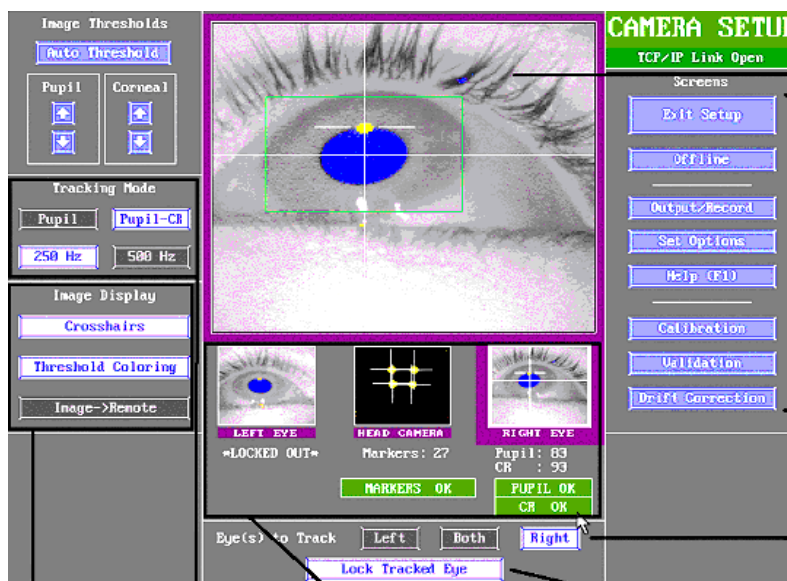 Image Thresholds
Auto Threshold
Pupil Corneal
Tracking Mode
Pupil Pupil-CR
250 Hz 500 Hz
Image Display
Crosshairs
Threshold Coloring
Image->Remote
LEFT EYE HEAD CAMERA RIGHT EYE
*LOCKED OUT* Markers: 27 Pupil: 83
CR : 93
MARKERS OK PUPIL OK
CR OK
Eye(s) to Track Left Both Right
Lock Tracked Eye
CAMERA SETUP
TCP/IP Link Open
Screens
Exit Setup
Offline
Output/Record
Set Options
Help (F1)
Calibration
Validation
Drift Correction